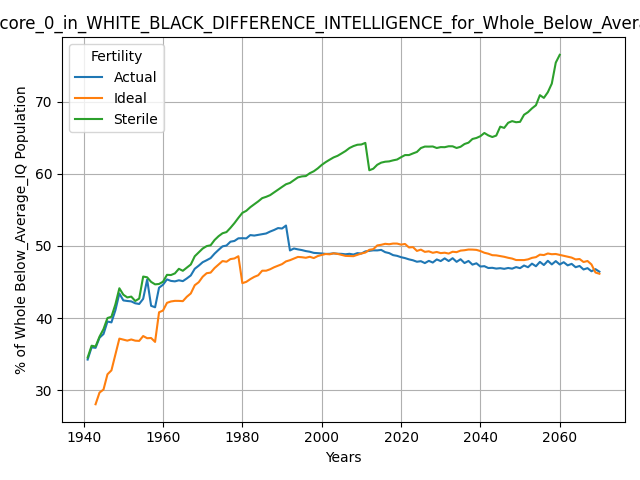 core_0_in_WHITE_BLACK_DIFFERENCE_INTELLIGENCE_for_Whole_Below_Avera
Fertility
Actual
Ideal
Sterile
% of Whole Below_Average_IQ Population
70
60
50
40
30
1940
1960
1980
2000
2020
2040
2060
Years